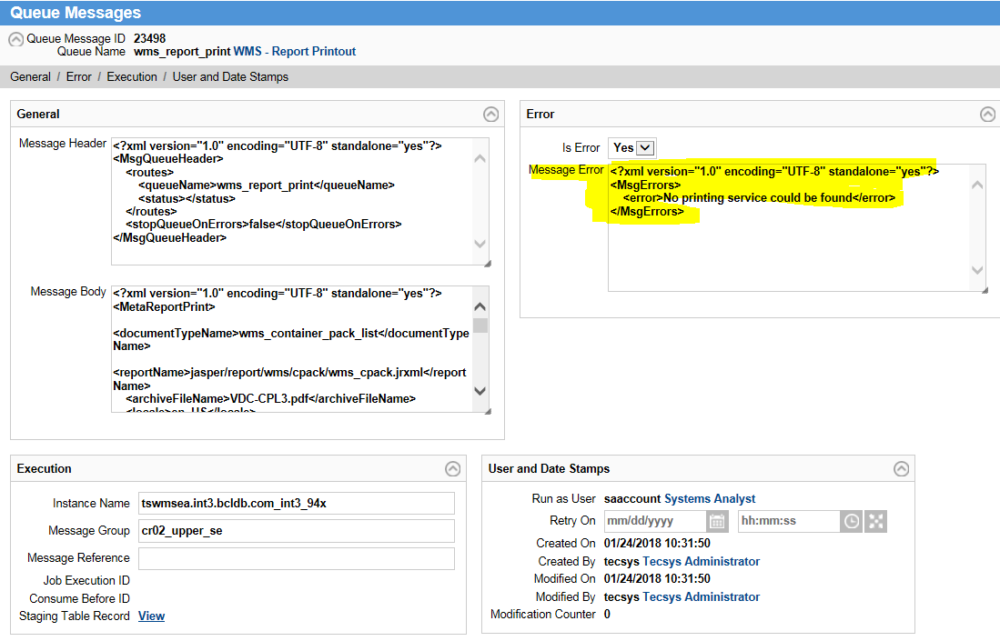 Queue Messages
Queue Message ID 23498
Queue Name wms_report_print WMS - Report Printout
General / Error / Execution / User and Date Stamps
General
Message Header
<?xml version="1.0" encoding="UTF-8" standalone="yes"?>
<MsgQueueHeader>
<routes>
<queueName>wms_report_print</queueName>
<status></status>
</routes>
<stopQueueOnErrors>false</stopQueueOnErrors>
</MsgQueueHeader>
Message Body
<?xml version="1.0" encoding="UTF-8" standalone="yes"?>
<MetaReportPrint>
<documentTypeName>wms_container_pack_list</documentType
Name>
<reportName>jasper/report/wms/cpack/wms_cpack.jrxml</report
Name>
<archiveFileName>VDC-CPL3.pdf</archiveFileName>
<locale>en_US</locale>
Error
Is Error Yes
Message Error
<?xml version="1.0" encoding="UTF-8" standalone="yes"?>
<MsgErrors>
<error>No printing service could be found</error>
</MsgErrors>
Execution
Instance Name tswmsea.int3.bcldb.com_int3_94x
Message Group cr02_upper_se
Message Reference
Job Execution ID
Consume Before ID
Staging Table Record View
User and Date Stamps
Run as User saaccount Systems Analyst
Retry On mm/dd/yyyy hh:mm:ss
Created On 01/24/2018 10:31:50
Created By tecsys Tecsys Administrator
Modified On 01/24/2018 10:31:50
Modified By tecsys Tecsys Administrator
Modification Counter 0